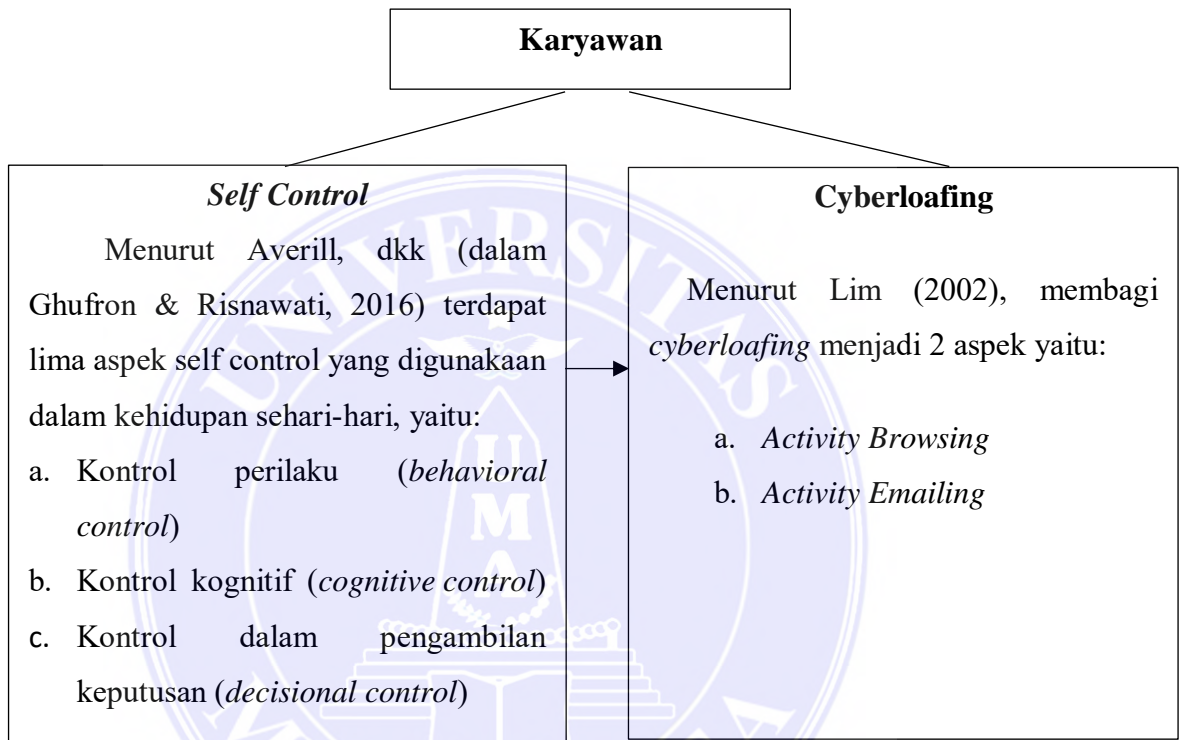 Karyawan
Self Control
Menurut Averill, dkk (dalam
Ghufron & Risnawati, 2016) terdapat
lima aspek self control yang digunakaan
dalam kehidupan sehari-hari, yaitu:
a. Kontrol perilaku (behavioral
control)
b. Kontrol kognitif (cognitive control)
c. Kontrol dalam pengambilan
keputusan (decisional control)
Cyberloafing
Menurut Lim (2002), membagi
cyberloafing menjadi 2 aspek yaitu:
a. Activity Browsing
b. Activity Emailing
UNIVERSITAS
UMA